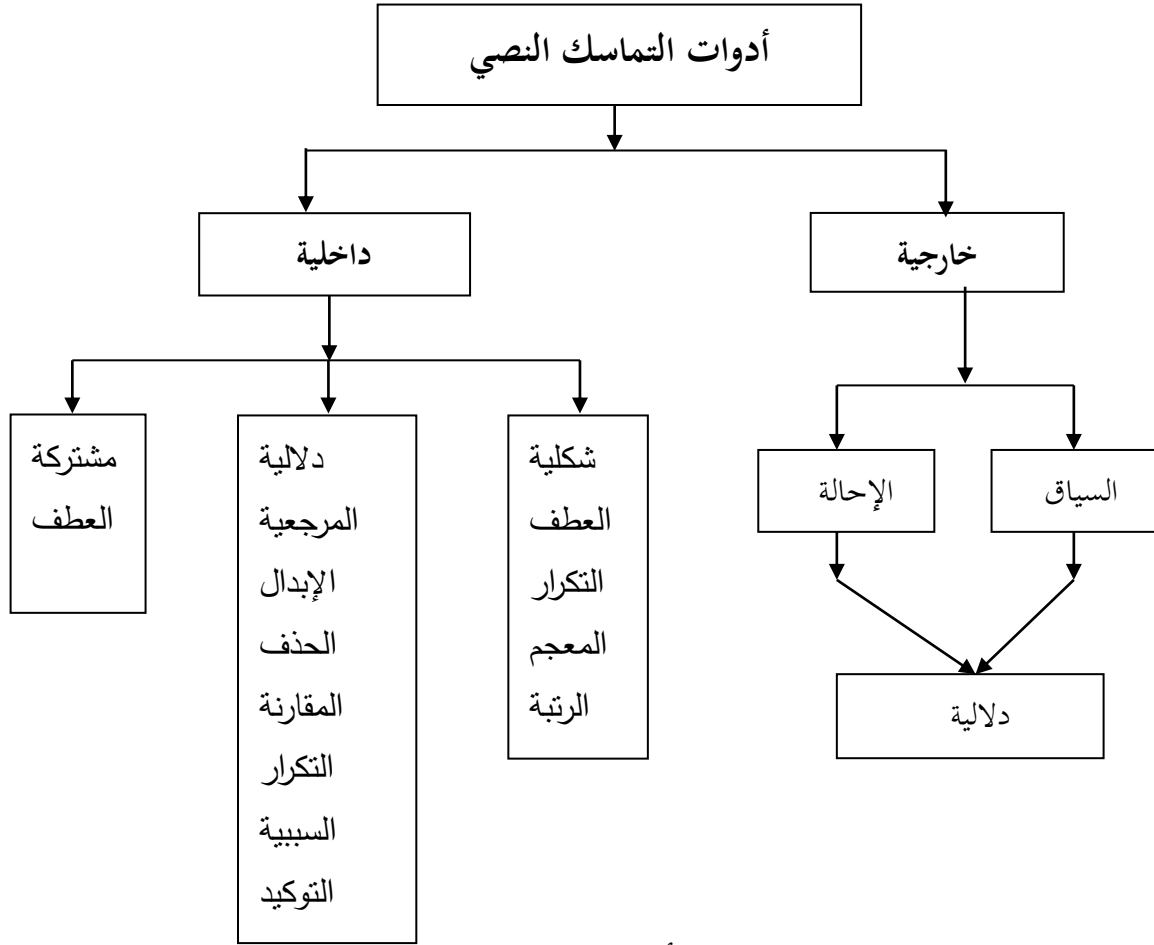 أدوات التماسك النصي
خارجية
داخلية
السياق
الإحالة
دلالية
شكلية
العطف
التكرار
المعجم
الرتبة
دلالية
المرجعية
الإبدال
الحذف
المقارنة
التكرار
السببية
التوكيد
مشتركة
العطف